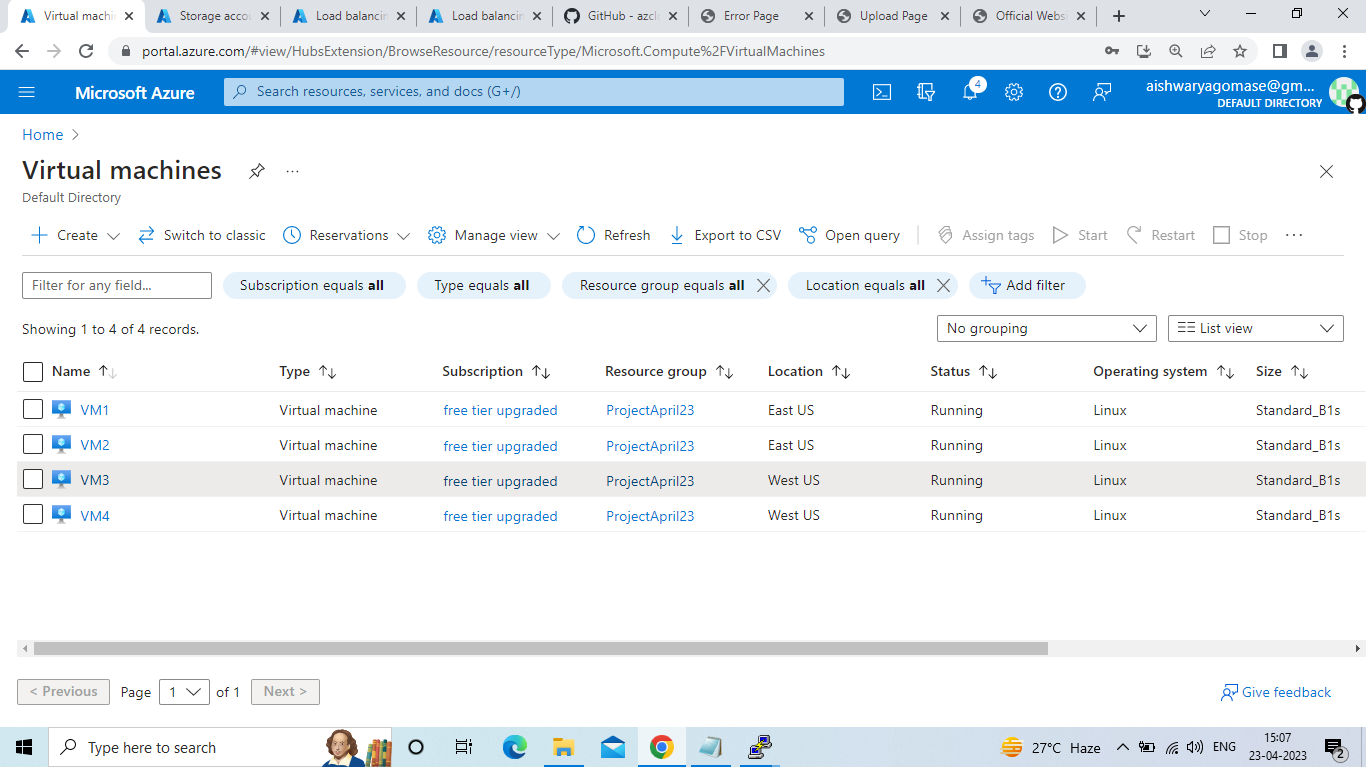 Virtual machin
Storage accou
Load balancin
Load balancin
GitHub - azcle
Error Page
Upload Page
Official Webs
portal.azure.com/#view/HubsExtension/BrowseResource/resourceType/Microsoft.Compute%2FVirtualMachines
Microsoft Azure
Search resources, services, and docs (G+/)
4
aishwaryagomase@gm...
DEFAULT DIRECTORY
Home
Virtual machines
...
Default Directory
Create
Switch to classic
Reservations
Manage view
Refresh
Export to CSV
Open query
Assign tags
Start
Restart
Stop
...
Filter for any field...
Subscription equals all
Type equals all
Resource group equals all
Location equals all
Add filter
Showing 1 to 4 of 4 records.
No grouping
List view
Name Type Subscription Resource group Location Status Operating system Size
VM1 Virtual machine free tier upgraded ProjectApril23 East US Running Linux Standard_B1s
VM2 Virtual machine free tier upgraded ProjectApril23 East US Running Linux Standard_B1s
VM3 Virtual machine free tier upgraded ProjectApril23 West US Running Linux Standard_B1s
VM4 Virtual machine free tier upgraded ProjectApril23 West US Running Linux Standard_B1s
< Previous Page 1 of 1 Next >
Give feedback
Type here to search
27°C Haze
ENG
15:07
23-04-2023
2